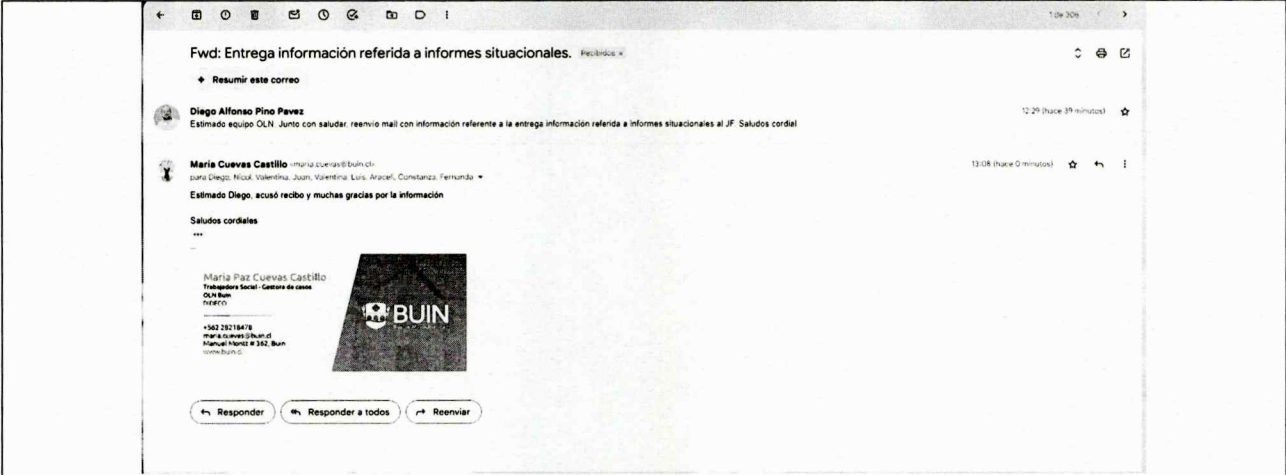 1 de 306
Fwd: Entrega información referida a informes situacionales. Recibidos x
Resumir este correo
Diego Alfonso Pino Pavez 12:29 (hace 39 minutos)
Estimado equipo OLN. Junto con saludar, reenvio mail con información referente a la entrega información referida a informes situacionales al JF. Saludos cordial
Maria Cuevas Castillo <maria.cuevas@buin.cl> 13:08 (hace 0 minutos)
para Diego, Nicol, Valentina, Juan, Valentina, Luis, Araceli, Constanza, Fernanda
Estimado Diego, acusó recibo y muchas gracias por la información
Saludos cordiales
...
--
Maria Paz Cuevas Castillo
Trabajadora Social - Gestora de casos
OLN Buin
DIDECO
+562 28218478
maria.cuevas@buin.cl
Manuel Montt # 362, Buin
www.buin.cl
BUIN
Responder Responder a todos Reenviar